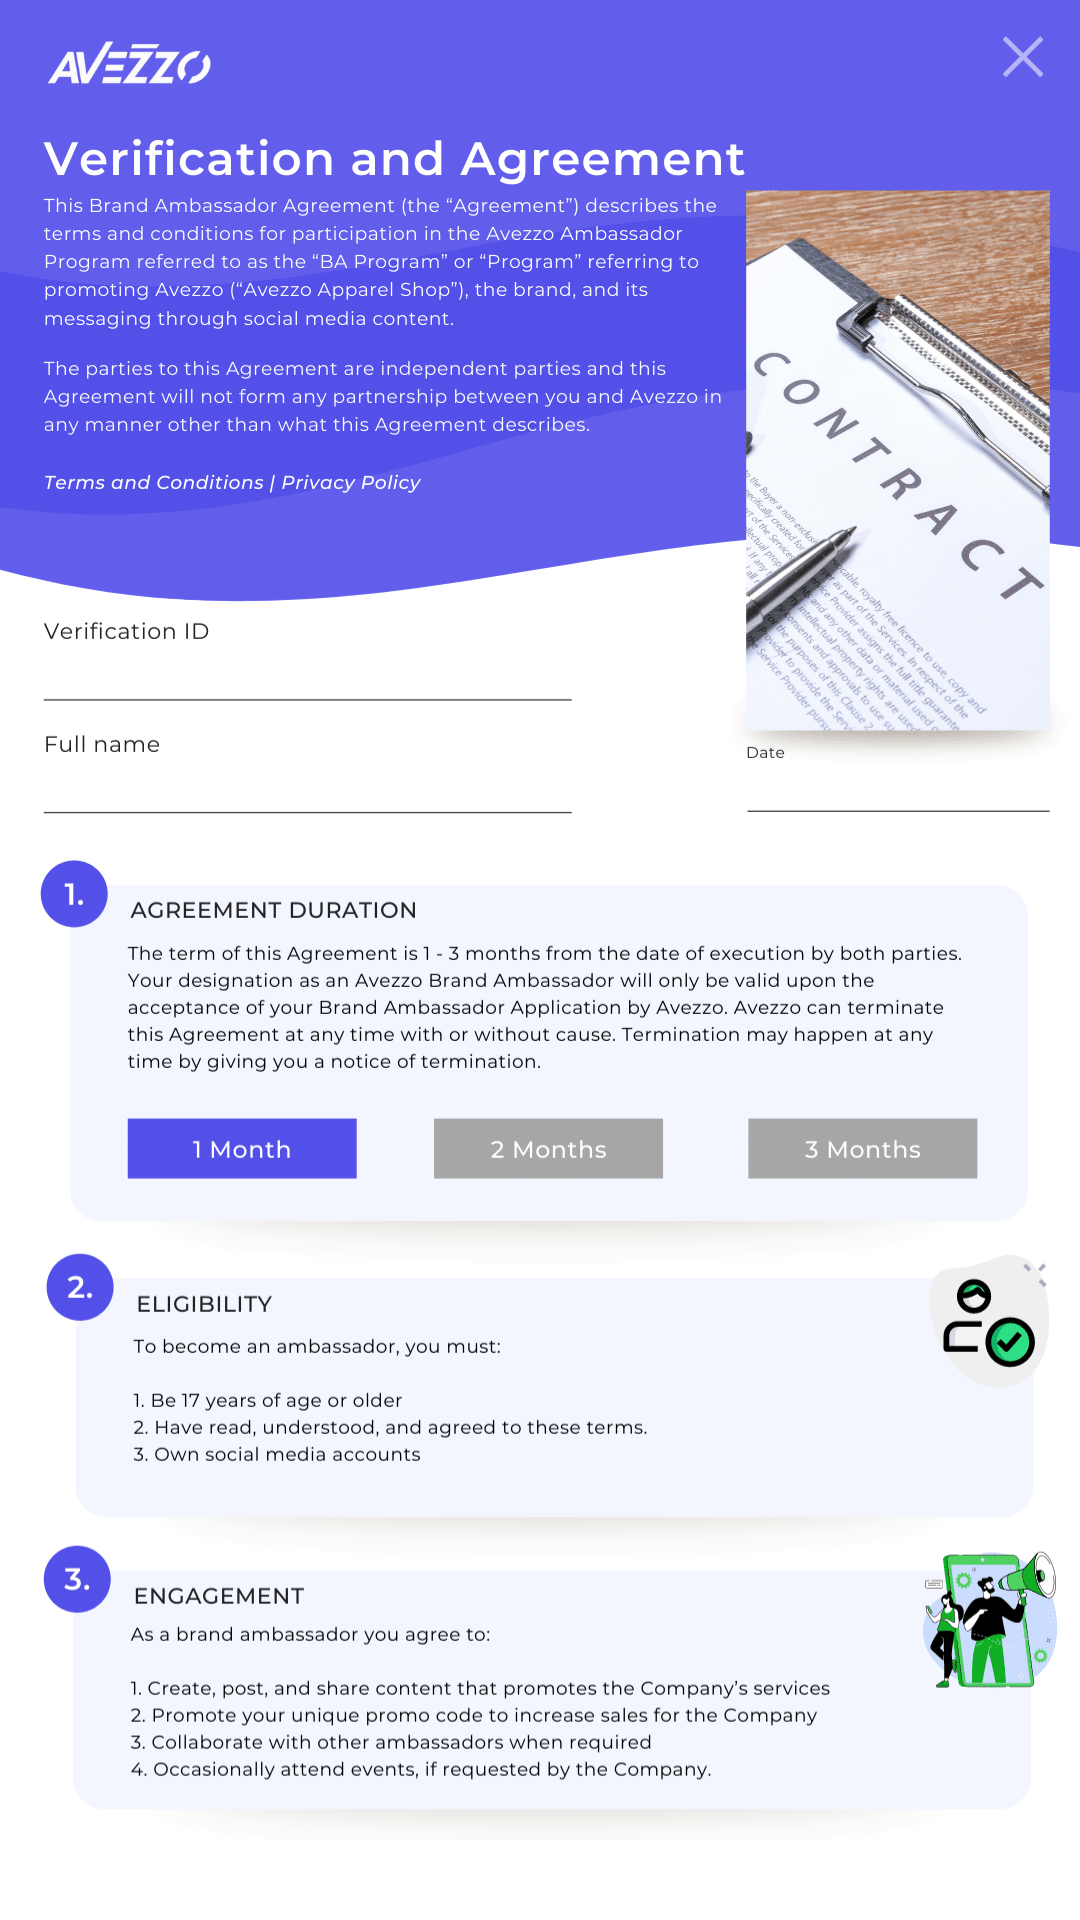 AVEZZO
Verification and Agreement
This Brand Ambassador Agreement (the “Agreement”) describes the
terms and conditions for participation in the Avezzo Ambassador
Program referred to as the “BA Program” or “Program” referring to
promoting Avezzo (“Avezzo Apparel Shop”), the brand, and its
messaging through social media content.
The parties to this Agreement are independent parties and this
Agreement will not form any partnership between you and Avezzo in
any manner other than what this Agreement describes.
Terms and Conditions | Privacy Policy
CONTRACT
Verification ID
Full name
Date
1.
AGREEMENT DURATION
The term of this Agreement is 1 - 3 months from the date of execution by both parties.
Your designation as an Avezzo Brand Ambassador will only be valid upon the
acceptance of your Brand Ambassador Application by Avezzo. Avezzo can terminate
this Agreement at any time with or without cause. Termination may happen at any
time by giving you a notice of termination.
1 Month
2 Months
3 Months
2.
ELIGIBILITY
To become an ambassador, you must:
1. Be 17 years of age or older
2. Have read, understood, and agreed to these terms.
3. Own social media accounts
3.
ENGAGEMENT
As a brand ambassador you agree to:
1. Create, post, and share content that promotes the Company’s services
2. Promote your unique promo code to increase sales for the Company
3. Collaborate with other ambassadors when required
4. Occasionally attend events, if requested by the Company.